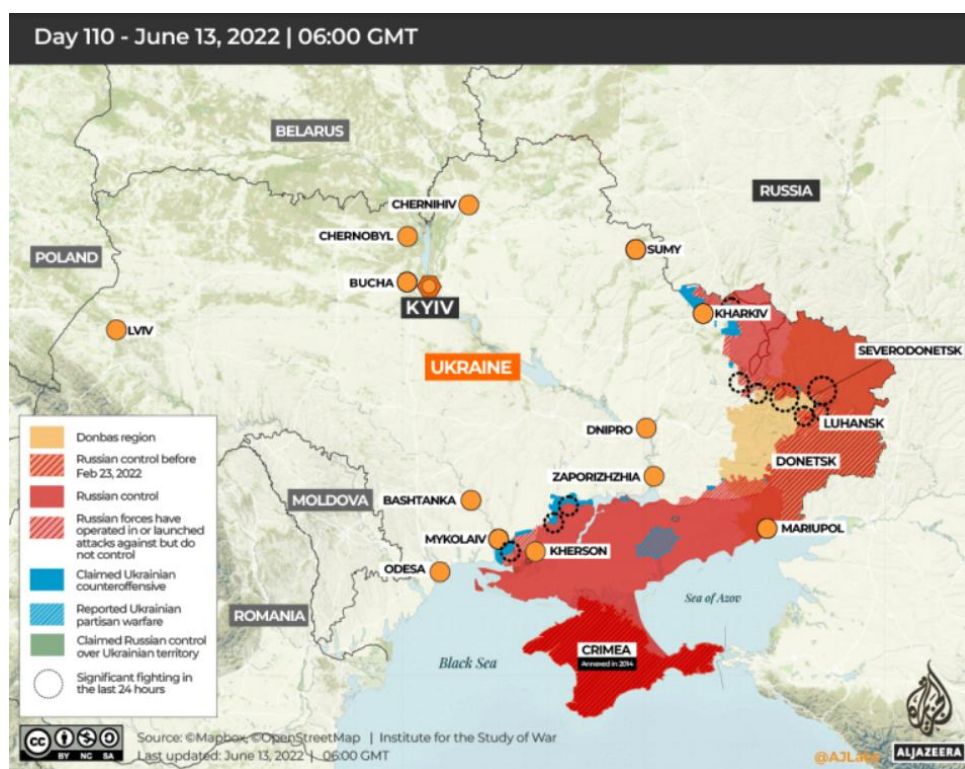 Day 110 - June 13, 2022 | 06:00 GMT
BELARUS
RUSSIA
CHERNIHIV
CHERNOBYL
SUMY
POLAND
BUCHA
KYIV
KHARKIV
LVIV
SEVERODONETSK
UKRAINE
LUHANSK
DNIPRO
DONETSK
ZAPORIZHZHIA
MOLDOVA
BASHTANKA
MARIUPOL
MYKOLAIV
KHERSON
ODESA
Sea of Azov
ROMANIA
CRIMEA
Annexed in 2014
Black Sea
Donbas region
Russian control before
Feb 23, 2022
Russian control
Russian forces have
operated in or launched
attacks against but do
not control
Claimed Ukrainian
counteroffensive
Reported Ukrainian
partisan warfare
Claimed Russian control
over Ukrainian territory
Significant fighting in
the last 24 hours
cc
BY NC SA
Source: ©Mapbox, ©OpenStreetMap | Institute for the Study of War
Last updated: June 13, 2022 | 06:00 GMT
@AJLabs
ALJAZEERA
الجزيرة